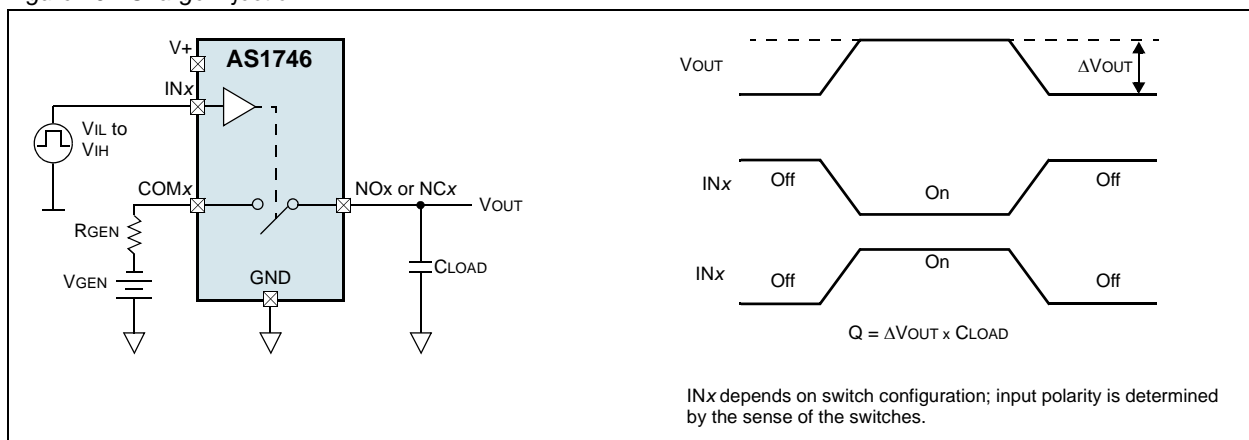 V+
AS1746
INx
VIL to
VIH
COMx
NOx or NCx
VOUT
RGEN
VGEN
GND
CLOAD
VOUT
ΔVOUT
INx
Off
On
Off
INx
Off
On
Off
Q = ΔVOUT x CLOAD
INx depends on switch configuration; input polarity is determined
by the sense of the switches.